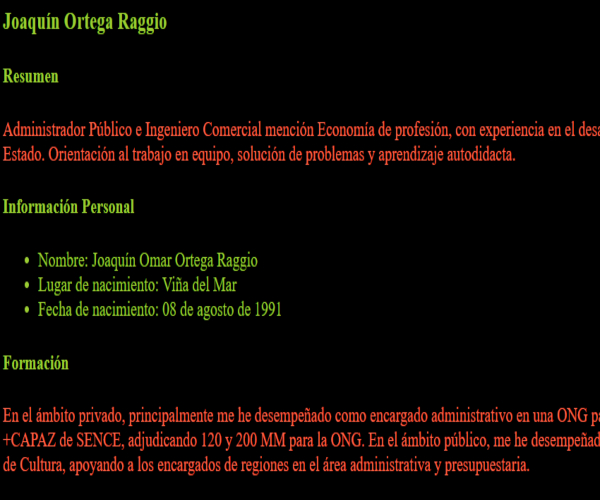 Joaquín Ortega Raggio
Resumen
Administrador Público e Ingeniero Comercial mención Economía de profesión, con experiencia en el
Estado. Orientación al trabajo en equipo, solución de problemas y aprendizaje autodidacta.
Información Personal
• Nombre: Joaquín Omar Ortega Raggio
• Lugar de nacimiento: Viña del Mar
• Fecha de nacimiento: 08 de agosto de 1991
Formación
En el ámbito privado, principalmente me he desempeñado como encargado administrativo en una ONG
+CAPAZ de SENCE, adjudicando 120 y 200 MM para la ONG. En el ámbito público, me he
de Cultura, apoyando a los encargados de regiones en el área administrativa y presupuestaria.